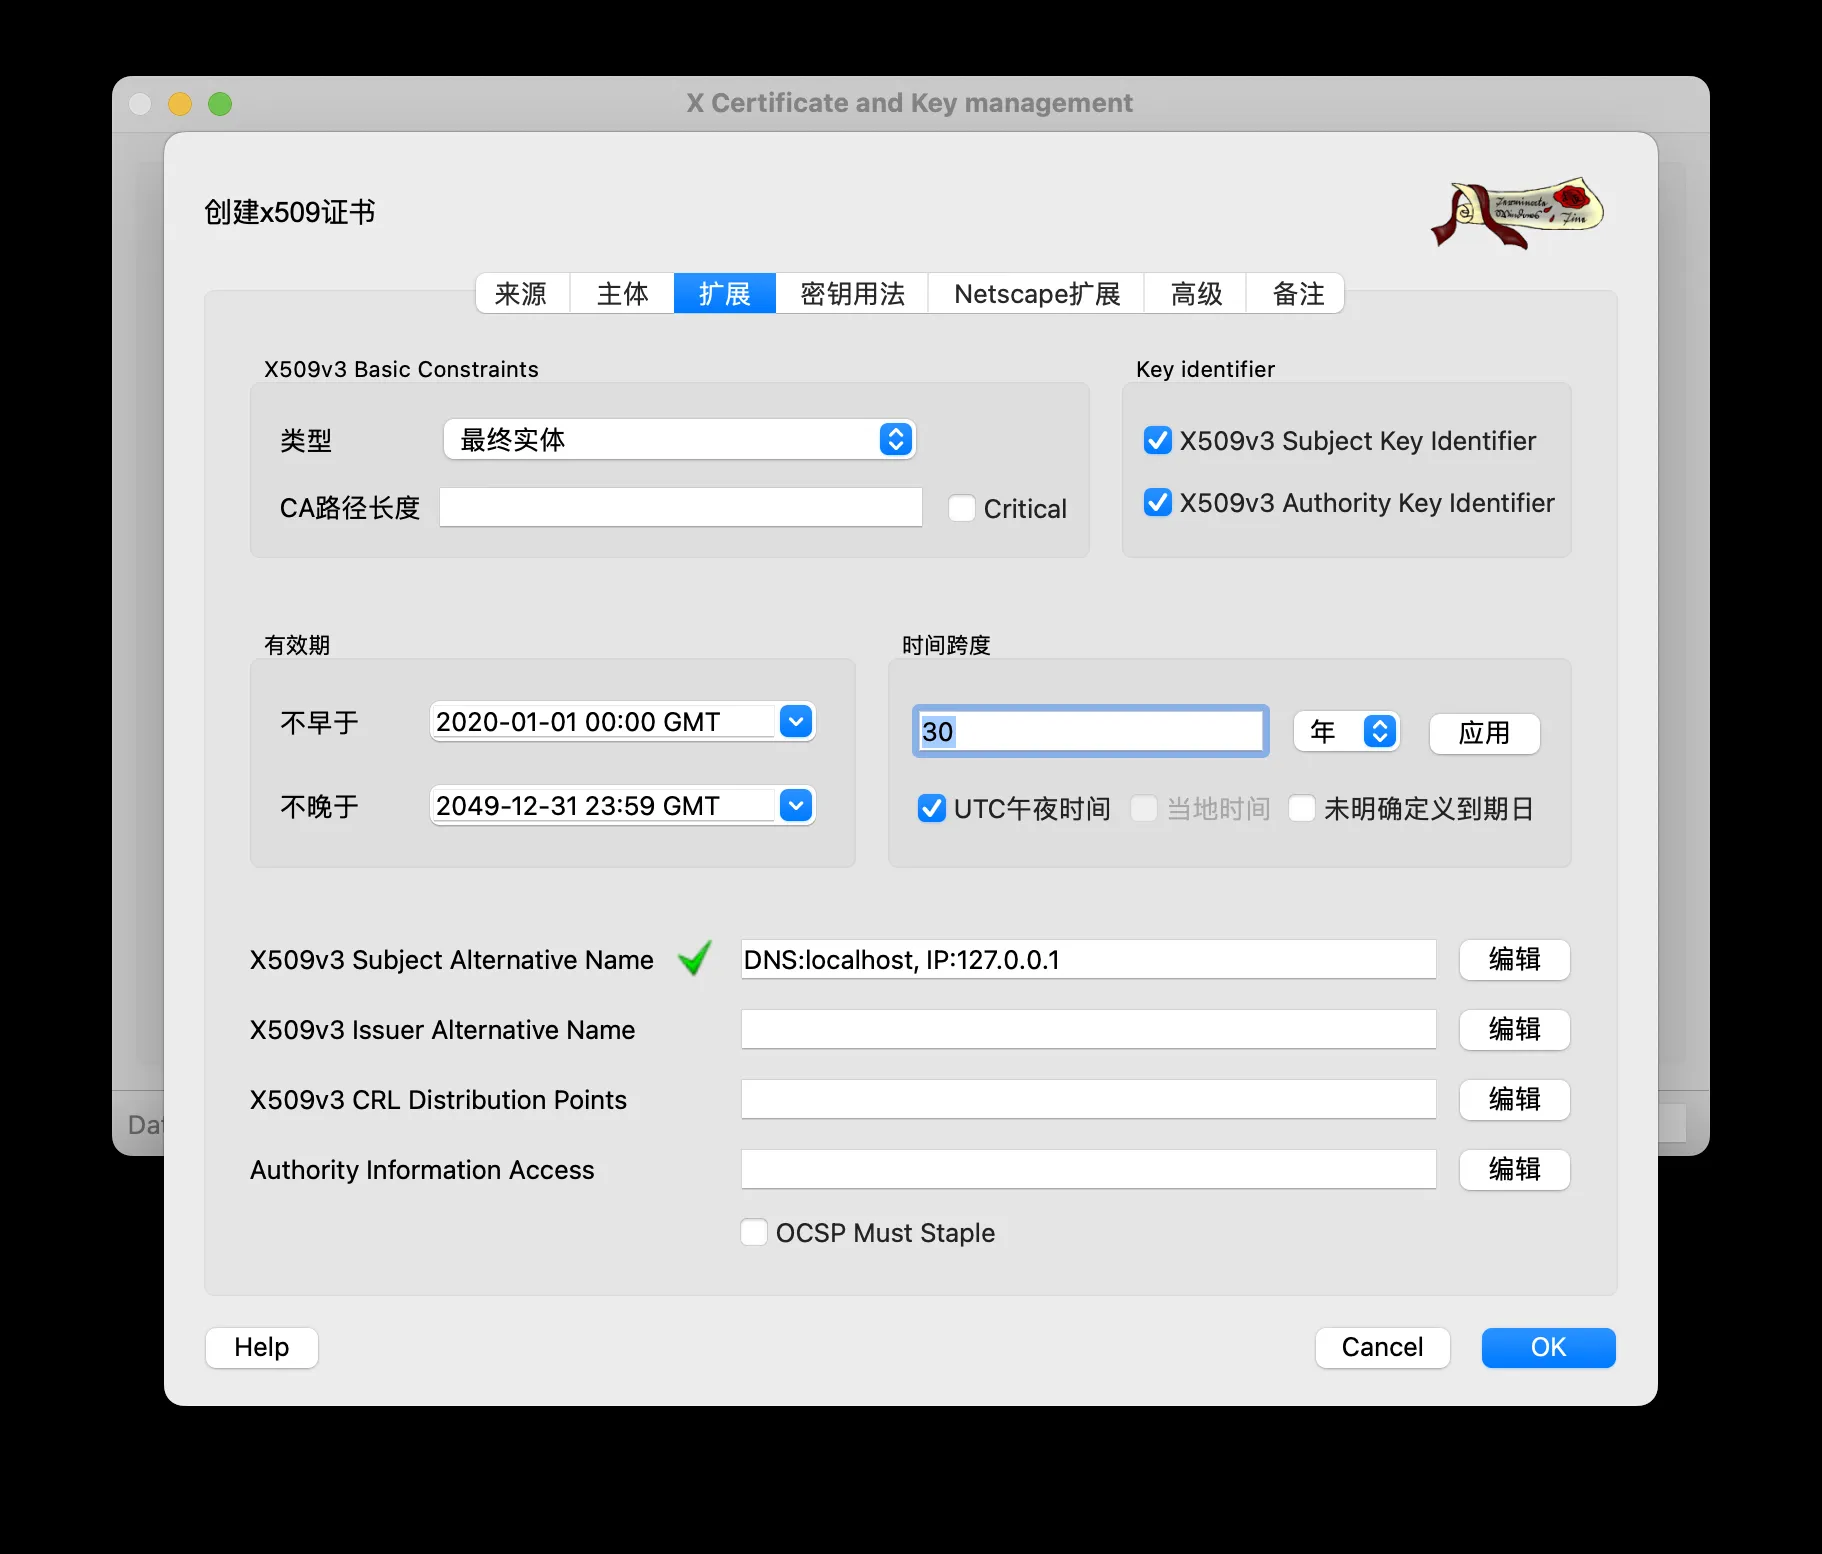 X Certificate and Key management
创建x509证书
来源 主体 扩展 密钥用法 Netscape扩展 高级 备注
X509v3 Basic Constraints
Key identifier
类型 最终实体
X509v3 Subject Key Identifier
CA路径长度 Critical
X509v3 Authority Key Identifier
有效期
时间跨度
不早于 2020-01-01 00:00 GMT
30 年 应用
不晚于 2049-12-31 23:59 GMT
UTC午夜时间 当地时间 未明确定义到期日
X509v3 Subject Alternative Name DNS:localhost, IP:127.0.0.1 编辑
X509v3 Issuer Alternative Name 编辑
X509v3 CRL Distribution Points 编辑
Authority Information Access 编辑
OCSP Must Staple
Help Cancel OK